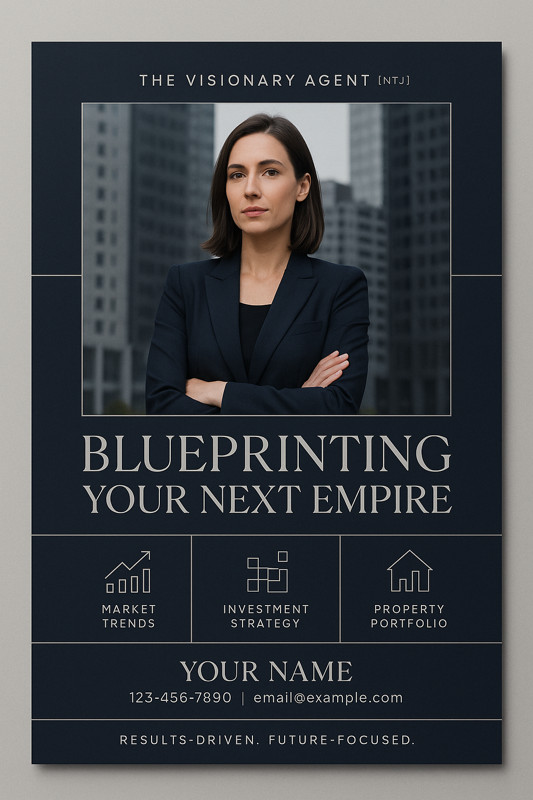 THE VISIONARY AGENT [NTJ]
BLUEPRINTING
YOUR NEXT EMPIRE
MARKET
TRENDS
INVESTMENT
STRATEGY
PROPERTY
PORTFOLIO
YOUR NAME
123-456-7890 | email@example.com
RESULTS-DRIVEN. FUTURE-FOCUSED.